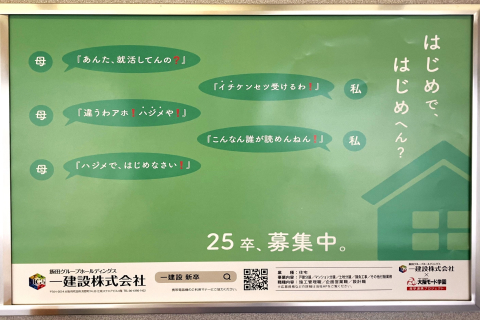 はじめで、
はじめへん?
母
『あんた、就活してんの?』
『イチケンセツ受けるわ!』
私
母
『違うわアホ!ハジメや!』
『こんなん誰が読めんねん!』
私
母
『ハジメで、はじめなさい!』
25卒、募集中。
飯田グループホールディングス
一建設株式会社
一建設 新卒
業 種:住宅
一建設株式会社
×
大阪モード学園